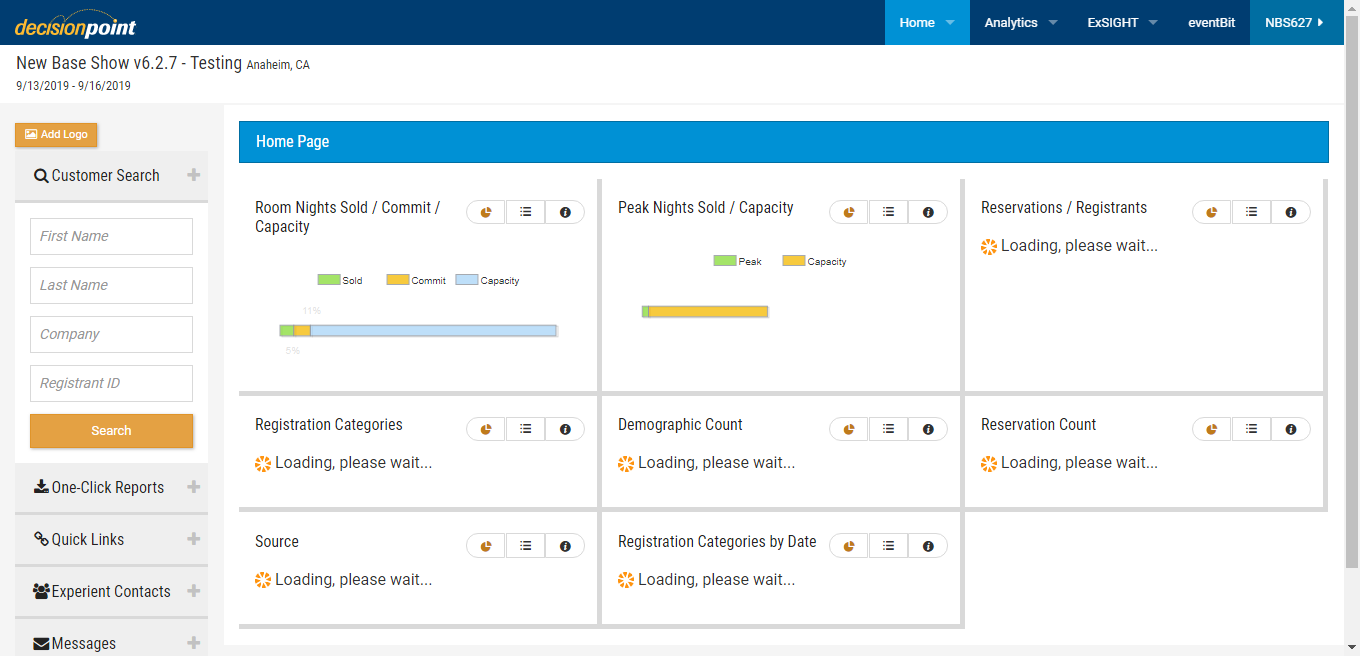 decisionpoint
Home
Analytics
ExSIGHT
eventBit
NBS627
New Base Show v6.2.7 - Testing Anaheim, CA
9/13/2019 - 9/16/2019
Add Logo
Customer Search
First Name
Last Name
Company
Registrant ID
Search
One-Click Reports
Quick Links
Experient Contacts
Messages
Home Page
Room Nights Sold / Commit /
Capacity
Sold
Commit
Capacity
11%
5%
Peak Nights Sold / Capacity
Peak
Capacity
Reservations / Registrants
Loading, please wait...
Registration Categories
Loading, please wait...
Demographic Count
Loading, please wait...
Reservation Count
Loading, please wait...
Source
Loading, please wait...
Registration Categories by Date
Loading, please wait...